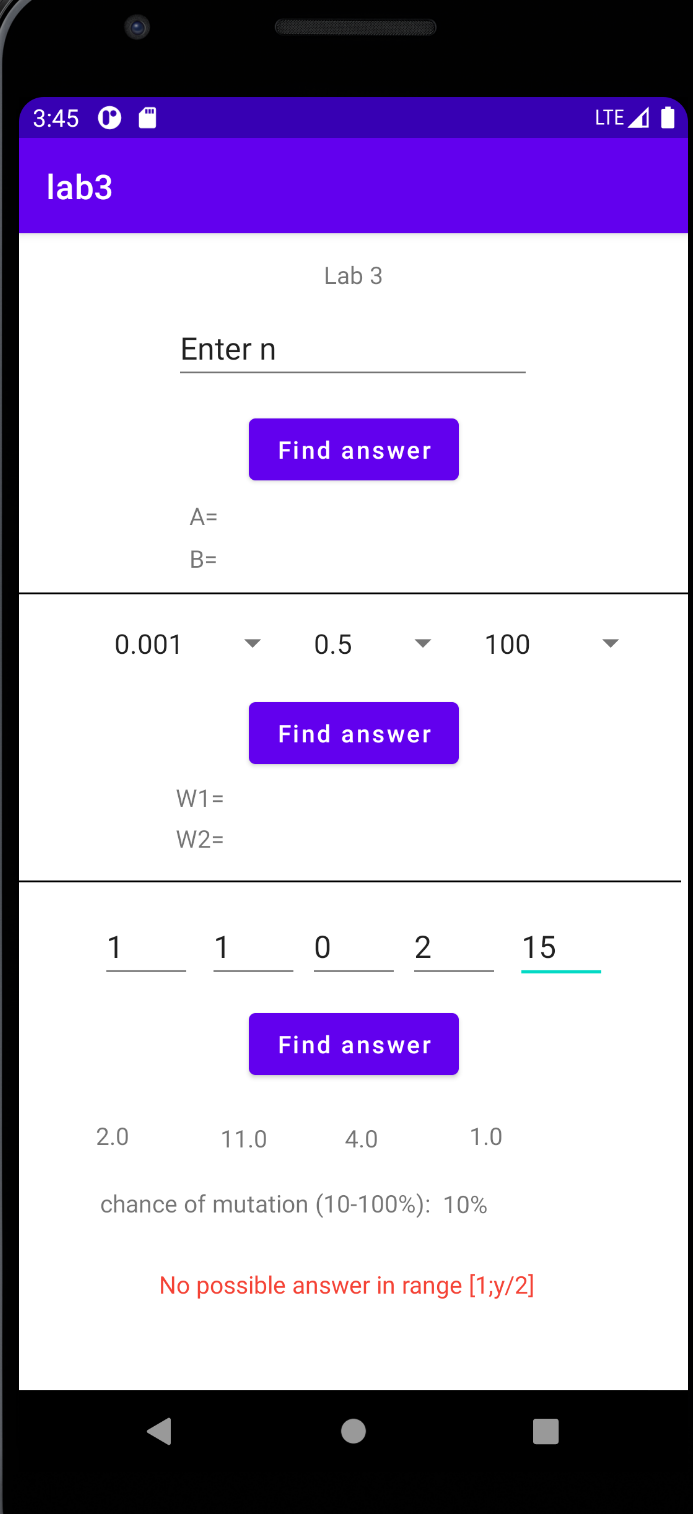 3:45 LTE
lab3
Lab 3
Enter n
Find answer
A=
B=
0.001 0.5 100
Find answer
W1=
W2=
1 1 0 2 15
Find answer
2.0 11.0 4.0 1.0
chance of mutation (10-100%): 10%
No possible answer in range [1;y/2]